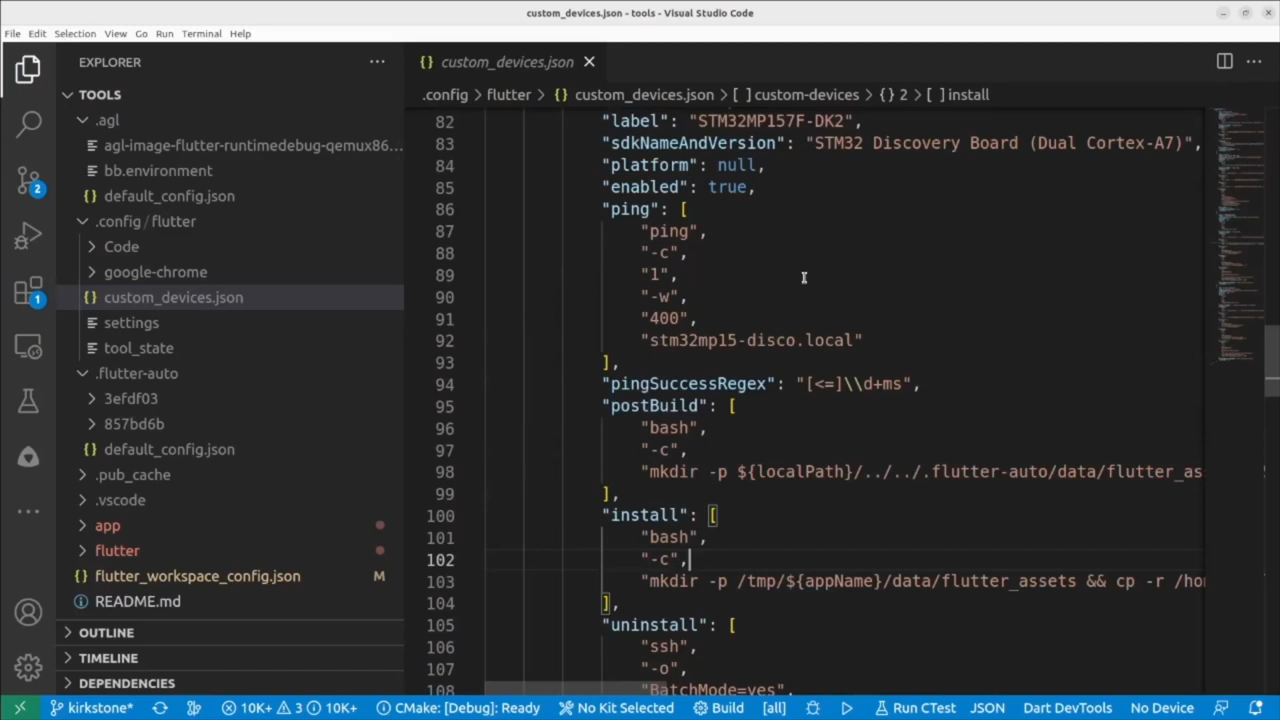 custom_devices.json - tools - Visual Studio Code
File Edit Selection View Go Run Terminal Help
EXPLORER
TOOLS
.agl
agl-image-flutter-runtimedebug-qemux86...
bb.environment
default_config.json
.config / flutter
Code
google-chrome
custom_devices.json
settings
tool_state
.flutter-auto
3efdf03
857bd6b
default_config.json
.pub_cache
.vscode
app
flutter
flutter_workspace_config.json M
README.md
OUTLINE
TIMELINE
DEPENDENCIES
2
1
{} custom_devices.json
.config > flutter > {} custom_devices.json > [ ] custom-devices > {} 2 > [ ] install
82 "label": "STM32MP157F-DK2",
83 "sdkNameAndVersion": "STM32 Discovery Board (Dual Cortex-A7)",
84 "platform": null,
85 "enabled": true,
86 "ping": [
87 "ping",
88 "-c",
89 "1",
90 "-w",
91 "400",
92 "stm32mp15-disco.local"
93 ],
94 "pingSuccessRegex": "[<=]\\d+ms",
95 "postBuild": [
96 "bash",
97 "-c",
98 "mkdir -p ${localPath}/../../.flutter-auto/data/flutter_as
99 ],
100 "install": [
101 "bash",
102 "-c",
103 "mkdir -p /tmp/${appName}/data/flutter_assets && cp -r /ho
104 ],
105 "uninstall": [
106 "ssh",
107 "-o",
108 "BatchMode=yes",
kirkstone* 10K+ 3 10K+ CMake: [Debug]: Ready No Kit Selected Build [all] Run CTest JSON Dart DevTools No Device